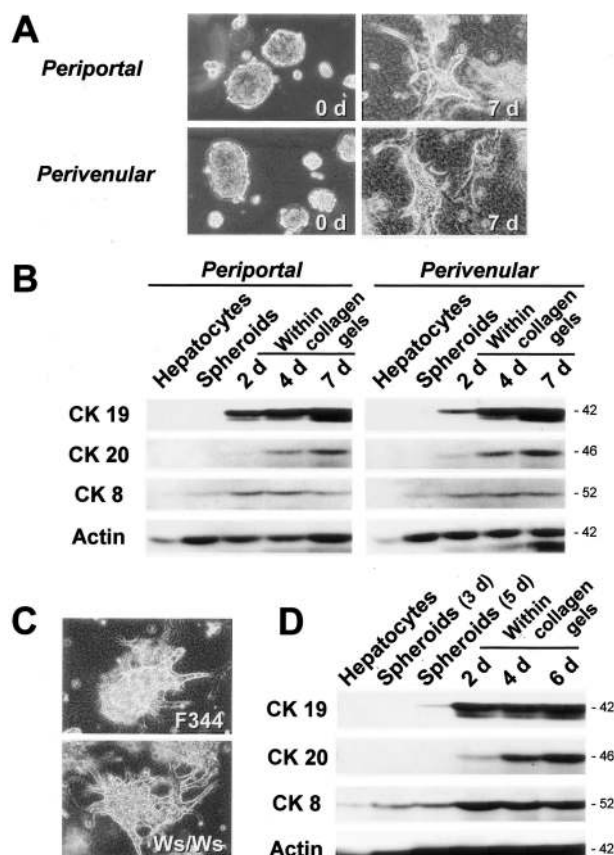 A
Periportal
0 d
7 d
Perivenular
0 d
7 d
B
Periportal
Perivenular
Hepatocytes
Spheroids
2 d
4 d
7 d
Within
collagen
gels
Hepatocytes
Spheroids
2 d
4 d
7 d
Within
collagen
gels
CK 19
- 42
CK 20
- 46
CK 8
- 52
Actin
- 42
C
F344
Ws/Ws
D
Hepatocytes
Spheroids (3 d)
Spheroids (5 d)
2 d
4 d
6 d
Within
collagen
gels
CK 19
- 42
CK 20
- 46
CK 8
- 52
Actin
- 42